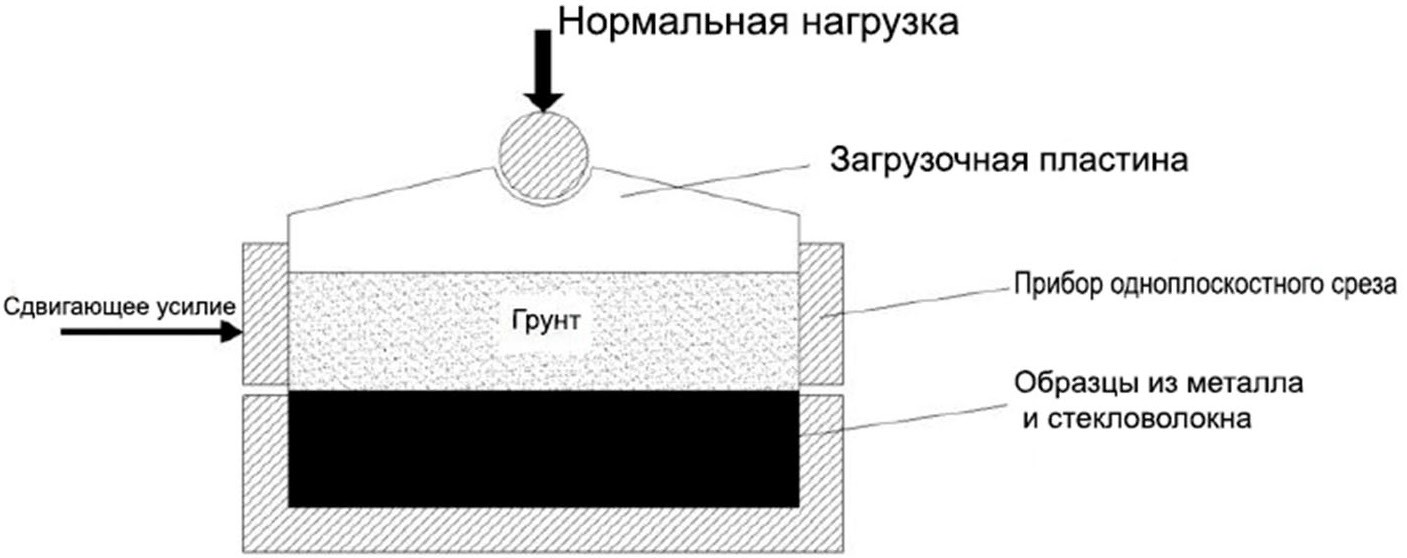 Нормальная нагрузка
Загрузочная пластина
Сдвигающее усилие
Прибор одноплоскостного среза
Грунт
Образцы из металла
и стекловолокна